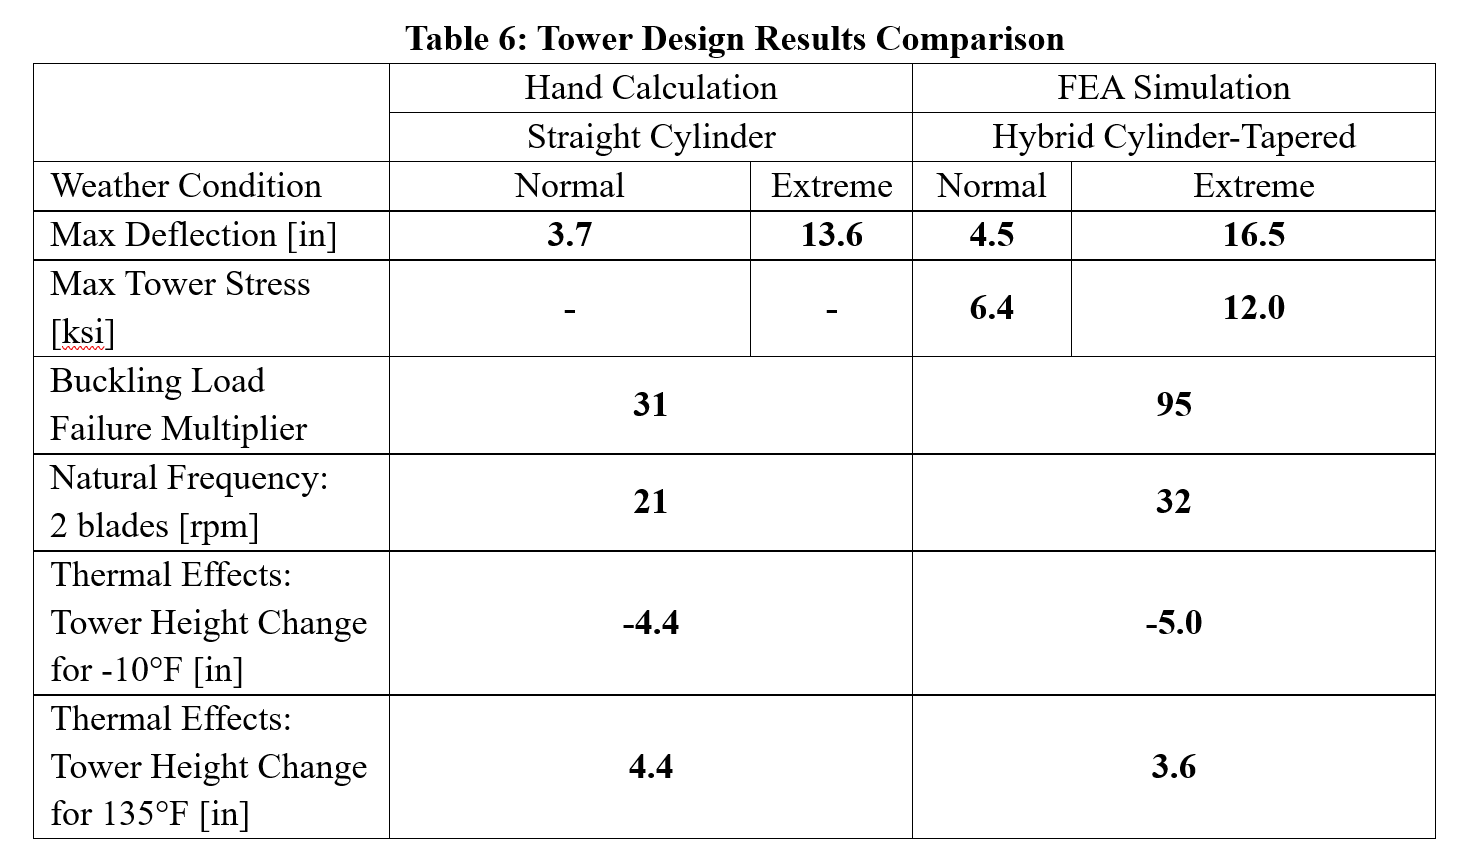 Table 6: Tower Design Results Comparison
Hand Calculation FEA Simulation
Straight Cylinder Hybrid Cylinder-Tapered
Weather Condition Normal Extreme Normal Extreme
Max Deflection [in] 3.7 13.6 4.5 16.5
Max Tower Stress
[ksi] - - 6.4 12.0
Buckling Load
Failure Multiplier 31 95
Natural Frequency:
2 blades [rpm] 21 32
Thermal Effects:
Tower Height Change -4.4 -5.0
for -10°F [in]
Thermal Effects:
Tower Height Change 4.4 3.6
for 135°F [in]